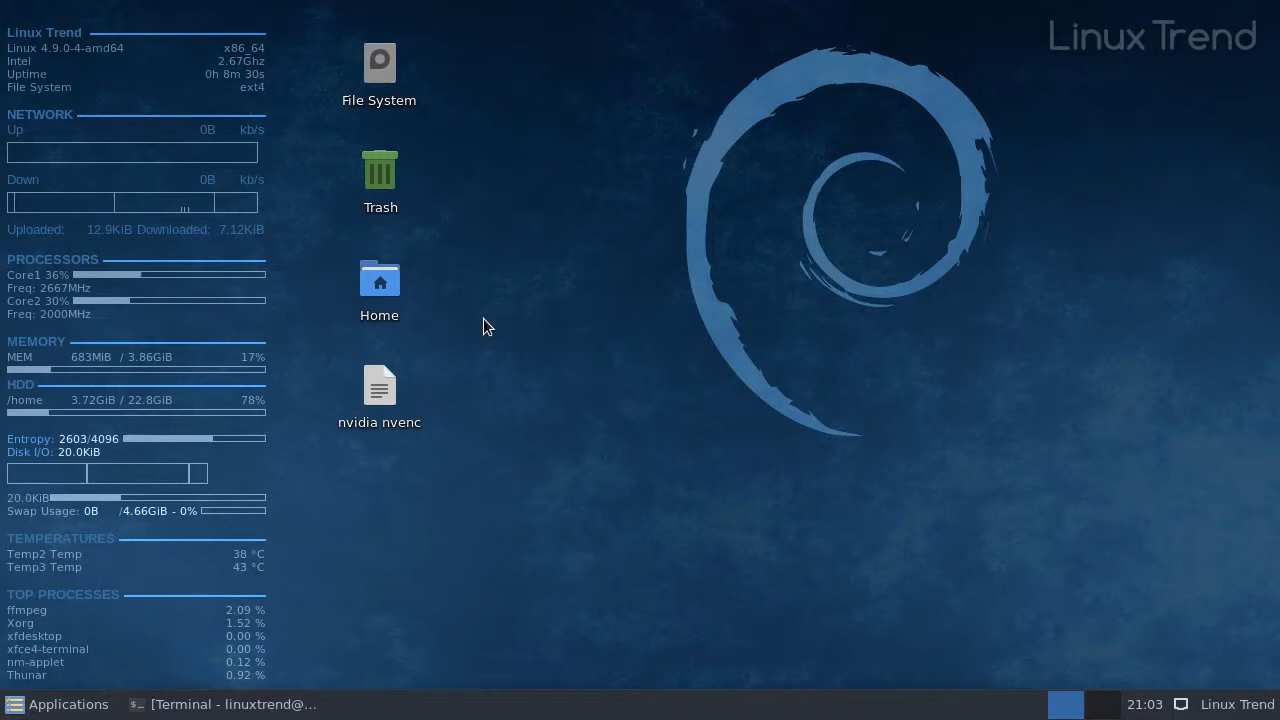 Linux Trend
Linux 4.9.0-4-amd64 x86_64
Intel 2.67Ghz
Uptime 0h 8m 30s
File System ext4
NETWORK
Up 0B kb/s
Down 0B kb/s
Uploaded: 12.9KiB Downloaded: 7.12KiB
PROCESSORS
Core1 36%
Freq: 2667MHz
Core2 30%
Freq: 2000MHz
MEMORY
MEM 683MiB / 3.86GiB 17%
HDD
/home 3.72GiB / 22.8GiB 78%
Entropy: 2603/4096
Disk I/O: 20.0KiB
20.0KiB
Swap Usage: 0B /4.66GiB - 0%
TEMPERATURES
Temp2 Temp 38 °C
Temp3 Temp 43 °C
TOP PROCESSES
ffmpeg 2.09 %
Xorg 1.52 %
xfdesktop 0.00 %
xfce4-terminal 0.00 %
nm-applet 0.12 %
Thunar 0.92 %
File System
Trash
Home
nvidia nvenc
Linux Trend
Applications [Terminal - linuxtrend@... 21:03 Linux Trend